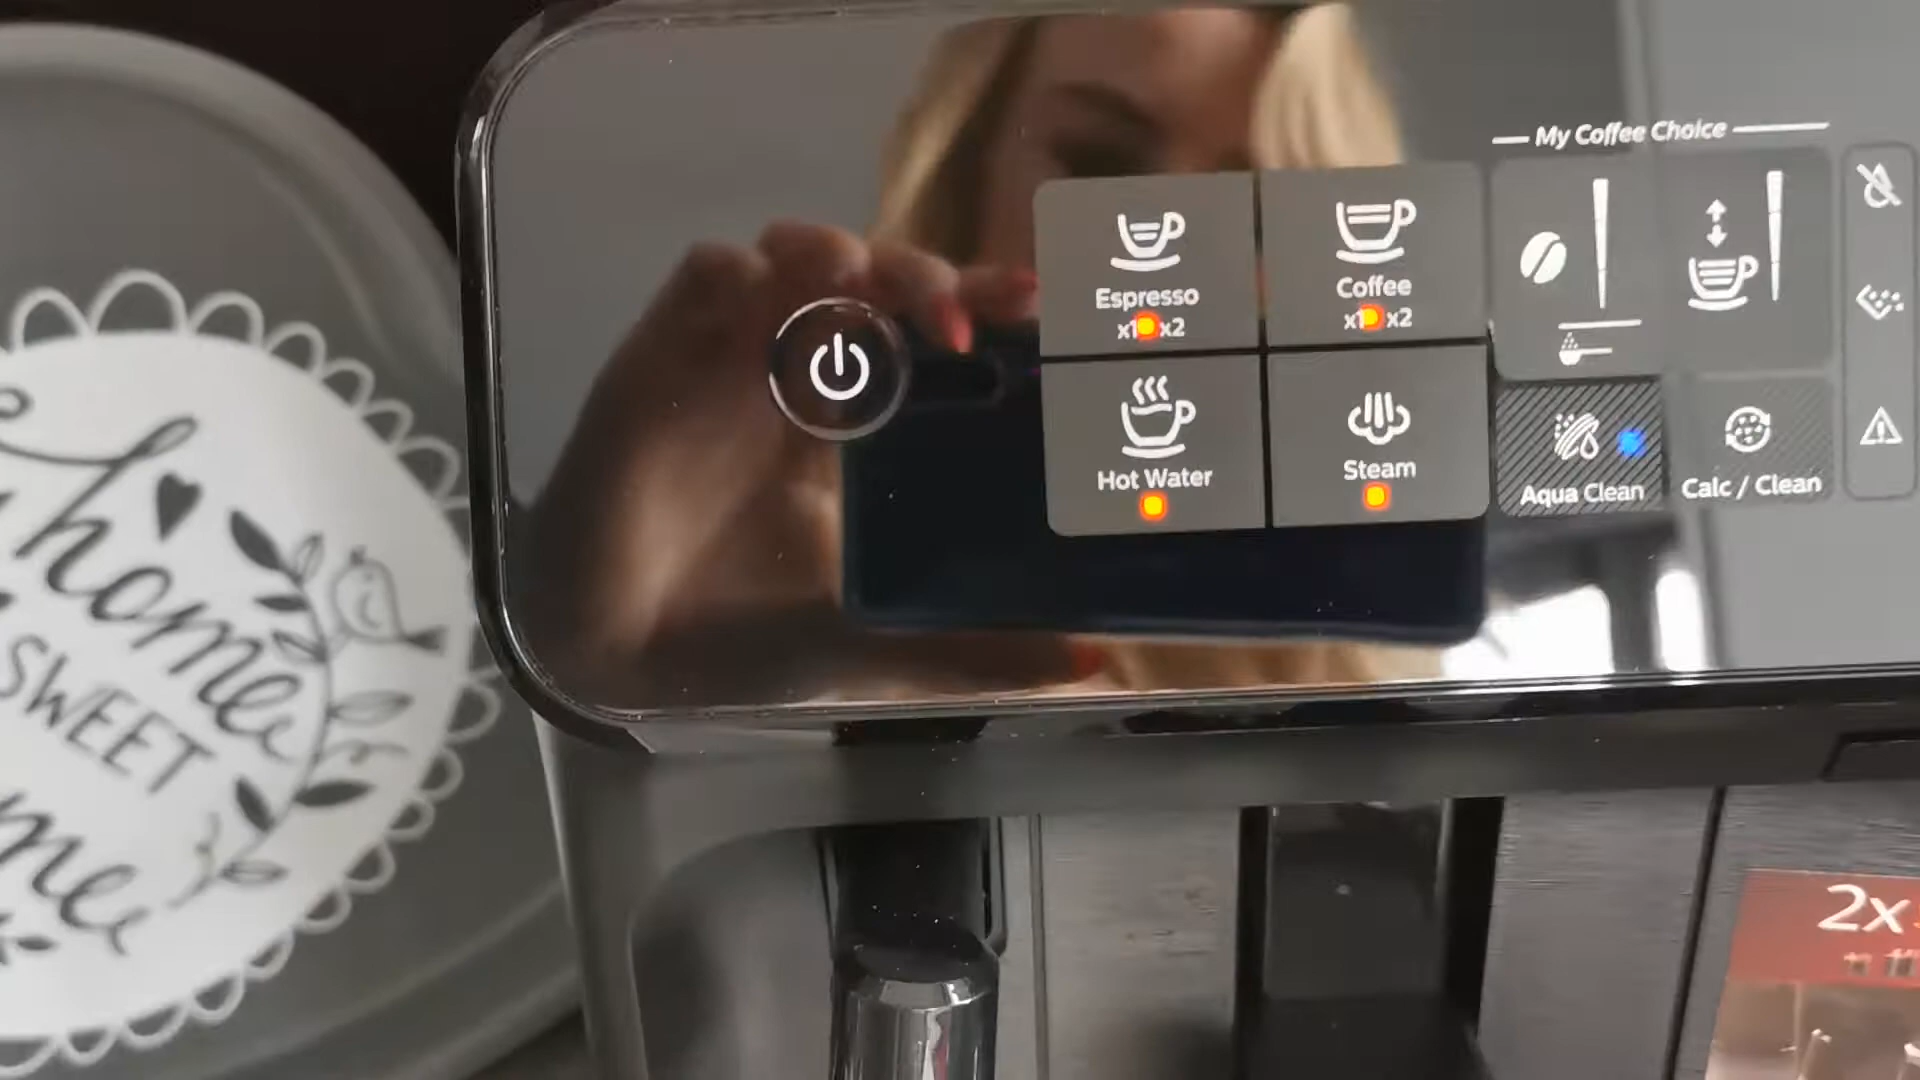 home
SWEET
me
My Coffee Choice
Espresso
x1 x2
Coffee
x1 x2
Hot Water
Steam
Aqua Clean
Calc / Clean
2x